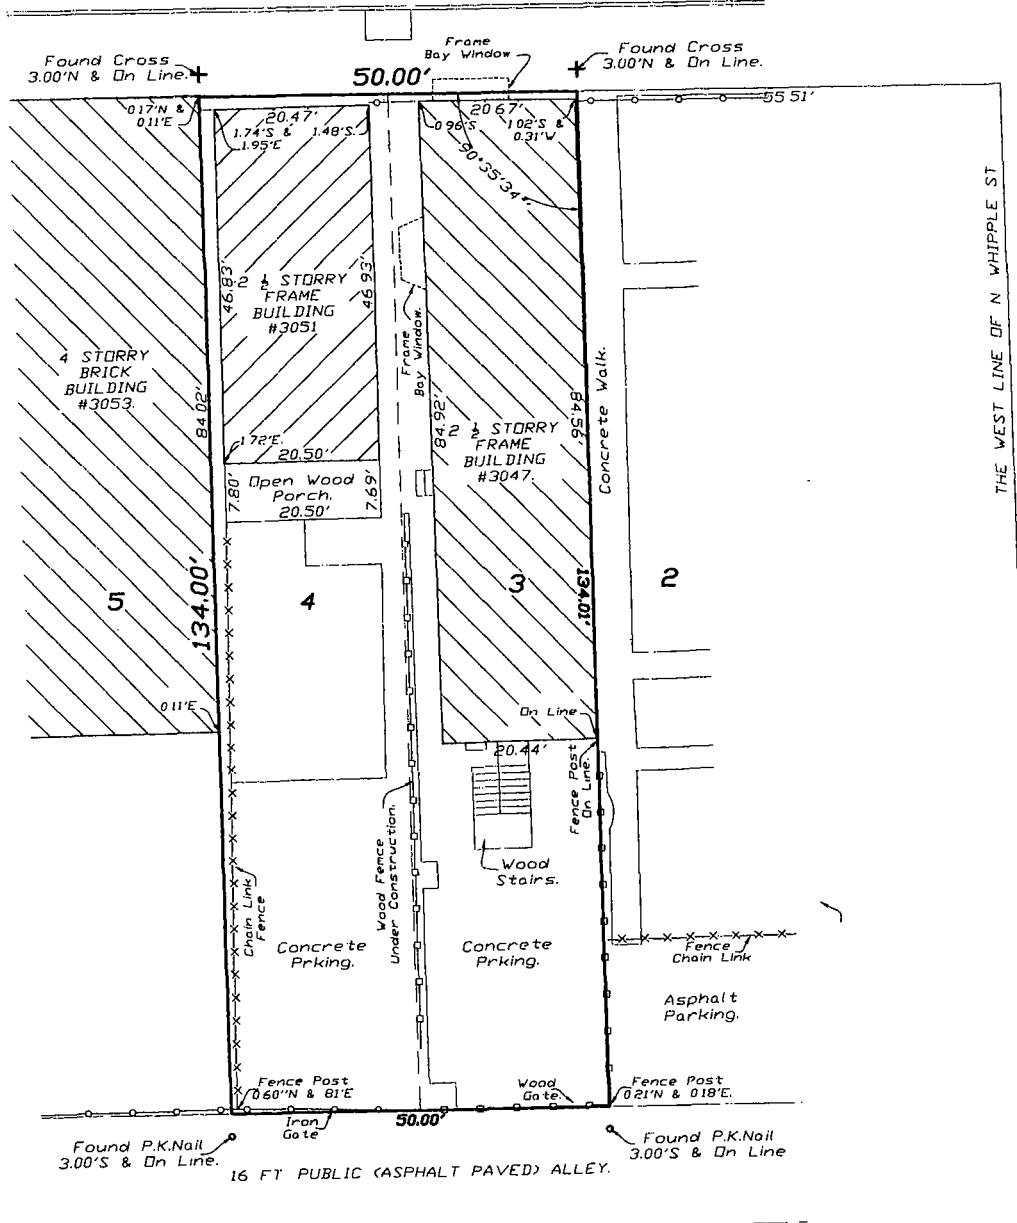 Found Cross
3.00'N & On Line.
50.00'
Frame
Bay Window
Found Cross
3.00'N & On Line.
0.17'N &
0.11'E
20.47'
1.74'S &
1.95'E
1.48'S.
0.96'S
20.67'
1.02'S &
0.31'W
55.51'
90°35'34".
THE WEST LINE OF N WHIPPLE ST
46.83'
2 ½ STORRY
FRAME
BUILDING
#3051
46.93'
Frame
Bay Window.
4 STORRY
BRICK
BUILDING
#3053.
84.02'
84.92'
2 ½ STORRY
FRAME
BUILDING
#3047.
84.56'
Concrete Walk.
1.72'E.
20.50'
7.80'
Open Wood
Porch.
20.50'
7.69'
134.00'
5
4
3
134.01'
2
0.11'E
On Line
20.44'
Fence Post
On Line.
Wood
Stairs.
Wood Fence
Under Construction.
Chain Link
Fence
Concrete
Prking.
Concrete
Prking.
Fence
Chain Link
Asphalt
Parking.
Fence Post
0.60''N & 81'E
Wood
Gate.
Fence Post
0.21'N & 0.18'E.
Iron
Gate
50.00'
Found P.K.Nail
3.00'S & On Line.
Found P.K.Nail
3.00'S & On Line
16 FT PUBLIC (ASPHALT PAVED) ALLEY.